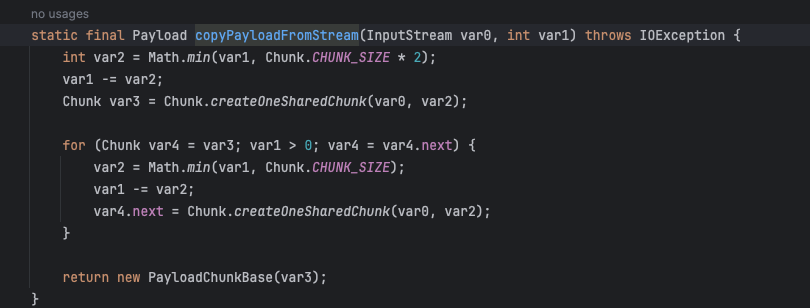 no usages
static final Payload copyPayloadFromStream(InputStream var0, int var1) throws IOException {
    int var2 = Math.min(var1, Chunk.CHUNK_SIZE * 2);
    var1 -= var2;
    Chunk var3 = Chunk.createOneSharedChunk(var0, var2);

    for (Chunk var4 = var3; var1 > 0; var4 = var4.next) {
        var2 = Math.min(var1, Chunk.CHUNK_SIZE);
        var1 -= var2;
        var4.next = Chunk.createOneSharedChunk(var0, var2);
    }

    return new PayloadChunkBase(var3);
}